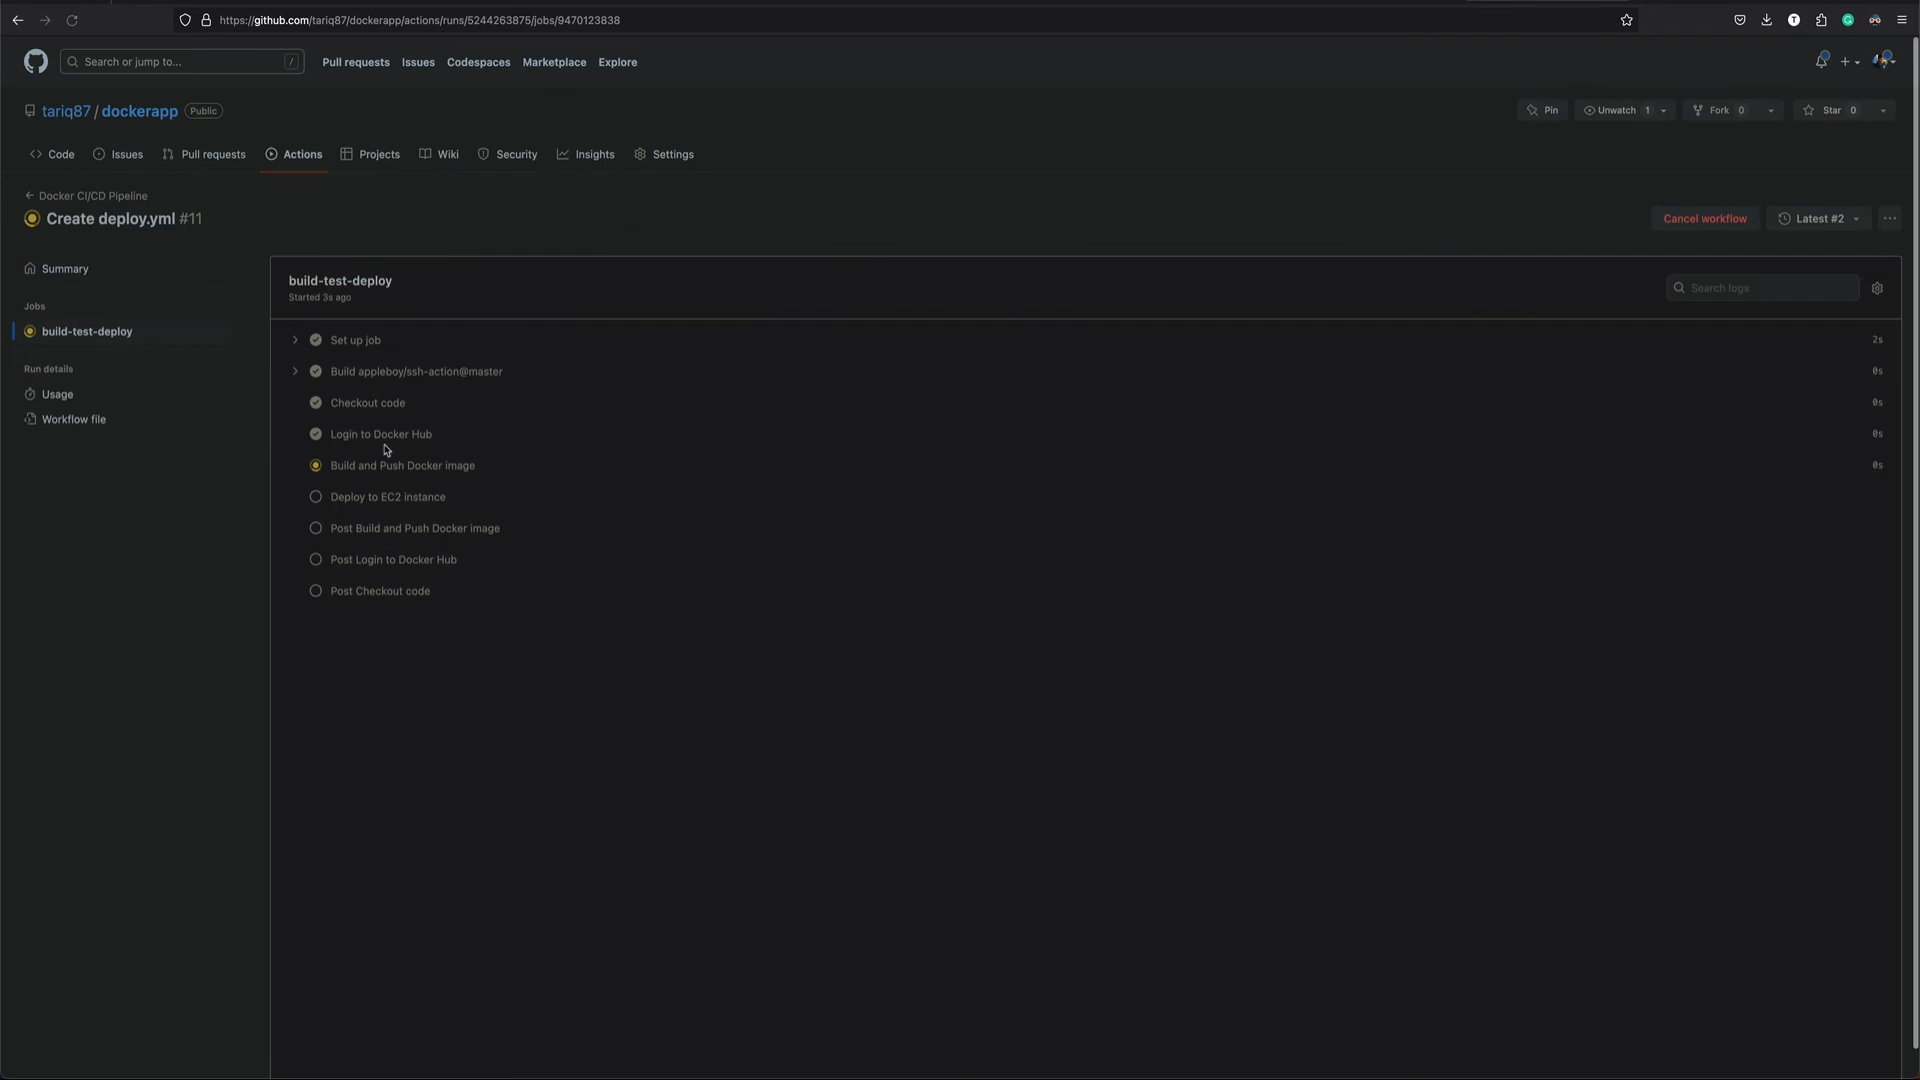 https://github.com/tariq87/dockerapp/actions/runs/5244263875/jobs/9470123838
Search or jump to... /
Pull requests Issues Codespaces Marketplace Explore
tariq87 / dockerapp Public
Pin Unwatch 1 Fork 0 Star 0
Code Issues Pull requests Actions Projects Wiki Security Insights Settings
Docker CI/CD Pipeline
Create deploy.yml #11
Cancel workflow Latest #2
Summary
Jobs
build-test-deploy
Run details
Usage
Workflow file
build-test-deploy
Started 3s ago
Search logs
Set up job 2s
Build appleboy/ssh-action@master 0s
Checkout code 0s
Login to Docker Hub 0s
Build and Push Docker image 0s
Deploy to EC2 instance
Post Build and Push Docker image
Post Login to Docker Hub
Post Checkout code